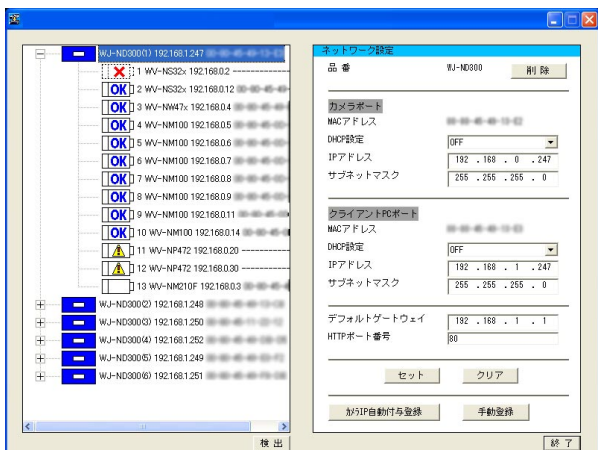 WJ-ND300(1) 192.168.1.247
1 WV-NS32x 192.168.0.2 ------------
OK 2 WV-NS32x 192.168.0.12
OK 3 WV-NW47x 192.168.0.4
OK 4 WV-NM100 192.168.0.5
OK 5 WV-NM100 192.168.0.6
OK 6 WV-NM100 192.168.0.7
OK 7 WV-NM100 192.168.0.8
OK 8 WV-NM100 192.168.0.9
OK 9 WV-NM100 192.168.0.11
OK 10 WV-NM100 192.168.0.14
11 WV-NP472 192.168.0.20 ----------
12 WV-NP472 192.168.0.30 ----------
13 WV-NM210F 192.168.0.3
WJ-ND300(2) 192.168.1.248
WJ-ND300(3) 192.168.1.250
WJ-ND300(4) 192.168.1.252
WJ-ND300(5) 192.168.1.249
WJ-ND300(6) 192.168.1.251
検出
ネットワーク設定
品番 WJ-ND300 削除
カメラポート
MACアドレス
DHCP設定 OFF
IPアドレス 192 . 168 . 0 . 247
サブネットマスク 255 . 255 . 255 . 0
クライアントPCポート
MACアドレス
DHCP設定 OFF
IPアドレス 192 . 168 . 1 . 247
サブネットマスク 255 . 255 . 255 . 0
デフォルトゲートウェイ 192 . 168 . 1 . 1
HTTPポート番号 80
セット クリア
ｶﾒﾗIP自動付与登録 手動登録
終了